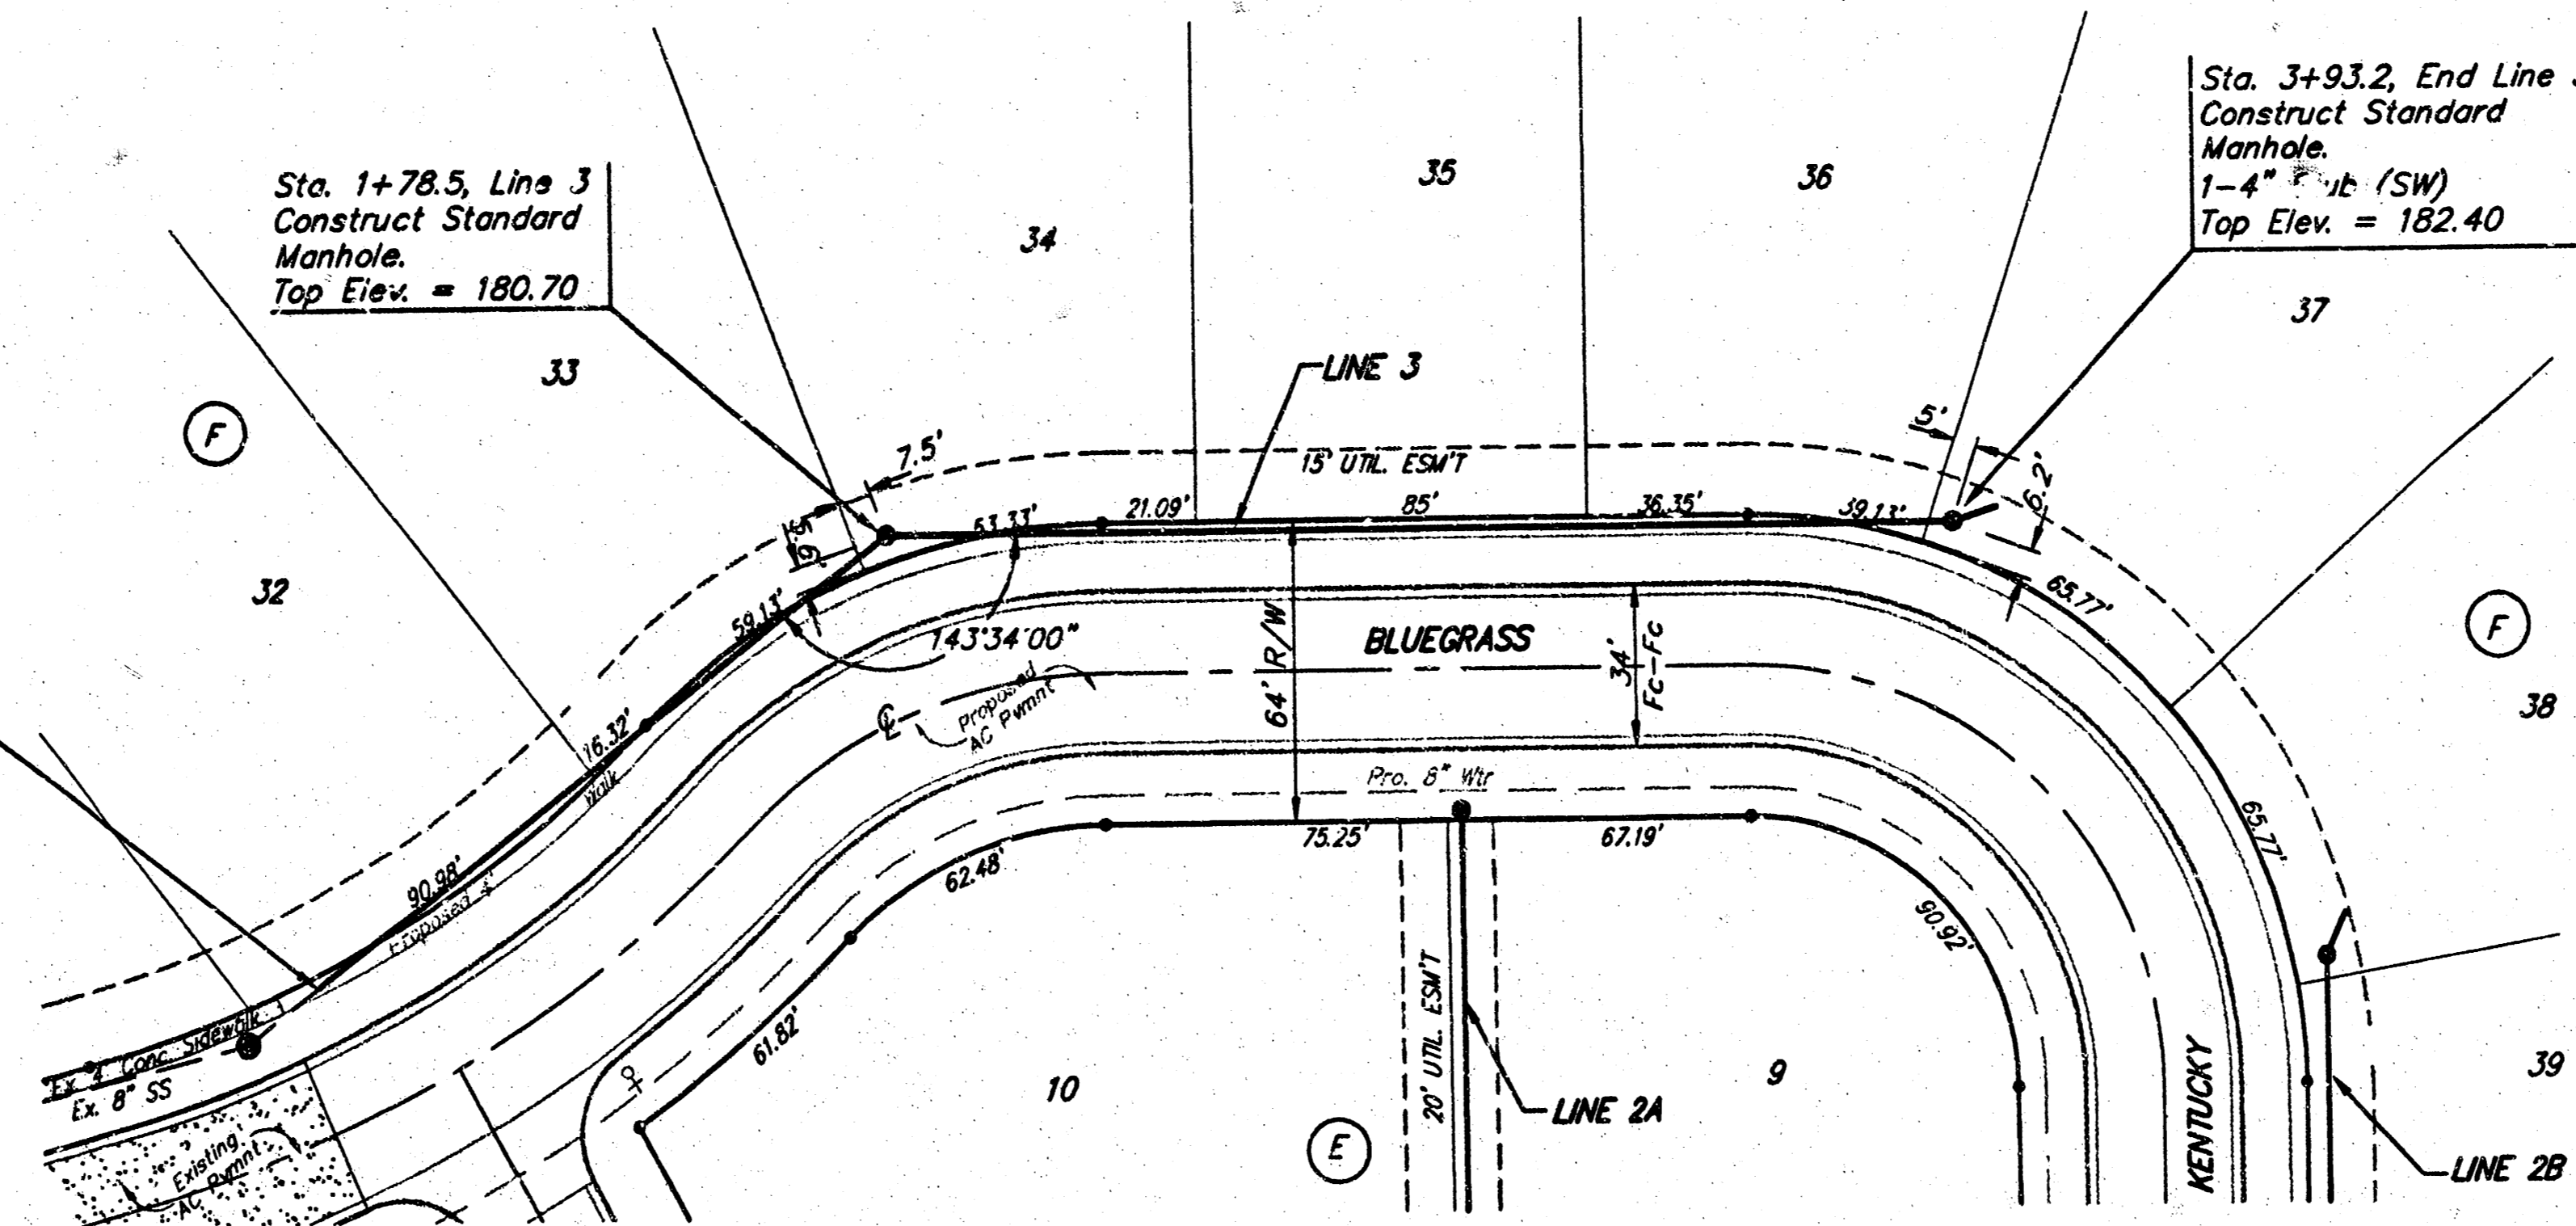 Sta. 3+93.2, End Line
Construct Standard
Manhole.
1-4" (SW)
Top Elev. = 182.40
Sta. 1+78.5, Line 3
Construct Standard
Manhole.
Top Elev. = 180.70
32
33
34
35
36
37
38
39
F
F
LINE 3
7.5'
5'
6.2'
15' UTIL. ESM'T
63.33'
21.09'
85'
36.35'
39.13'
65.77'
65.77'
59.13'
16.32'
90.98'
143°34'00"
Walk
Proposed 4'
BLUEGRASS
64' R/W
34'
Fc-Fc
℄
Proposed
AC Pvmnt
Pro. 8" Wtr
75.25'
67.19'
62.48'
61.82'
90.92'
20' UTIL. ESM'T
LINE 2A
10
9
E
KENTUCKY
LINE 2B
Ex. 4' Conc. Sidewalk
Ex. 8" SS
Existing
AC Pvmnt